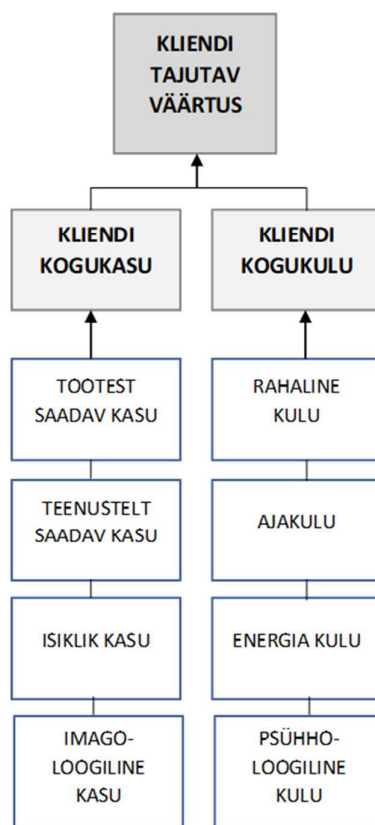 KLIENDI
TAJUTAV
VÄÄRTUS
KLIENDI
KOGUKASU
KLIENDI
KOGUKULU
TOOTEST
SAADAV KASU
RAHALINE
KULU
TEENUSTELT
SAADAV KASU
AJAKULU
ISIKLIK KASU
ENERGIA KULU
IMAGO-
LOOGILINE
KASU
PSÜHHO-
LOOGILINE
KULU